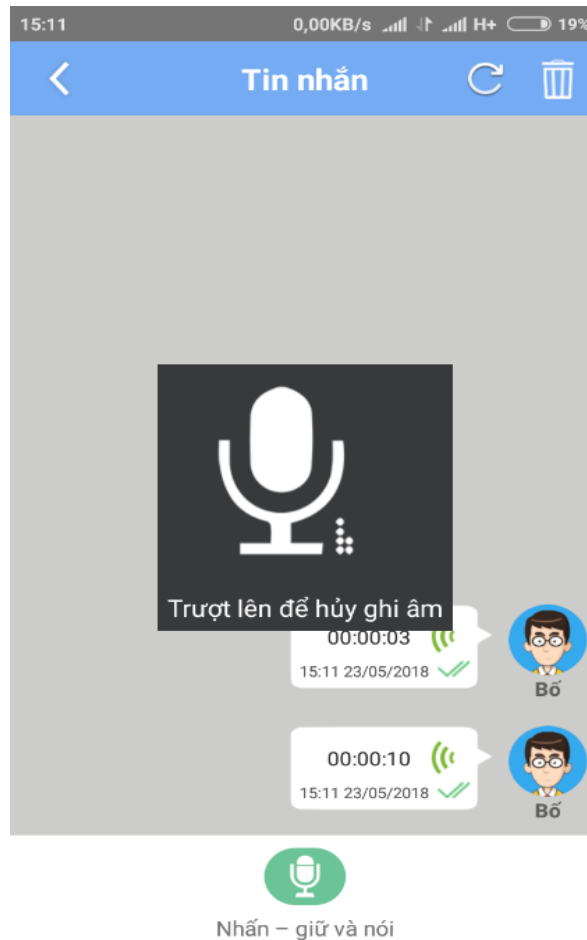 15:11 0,00KB/s H+ 19%
Tin nhắn
Trượt lên để hủy ghi âm
00:00:03
15:11 23/05/2018
Bố
00:00:10
15:11 23/05/2018
Bố
Nhấn – giữ và nói